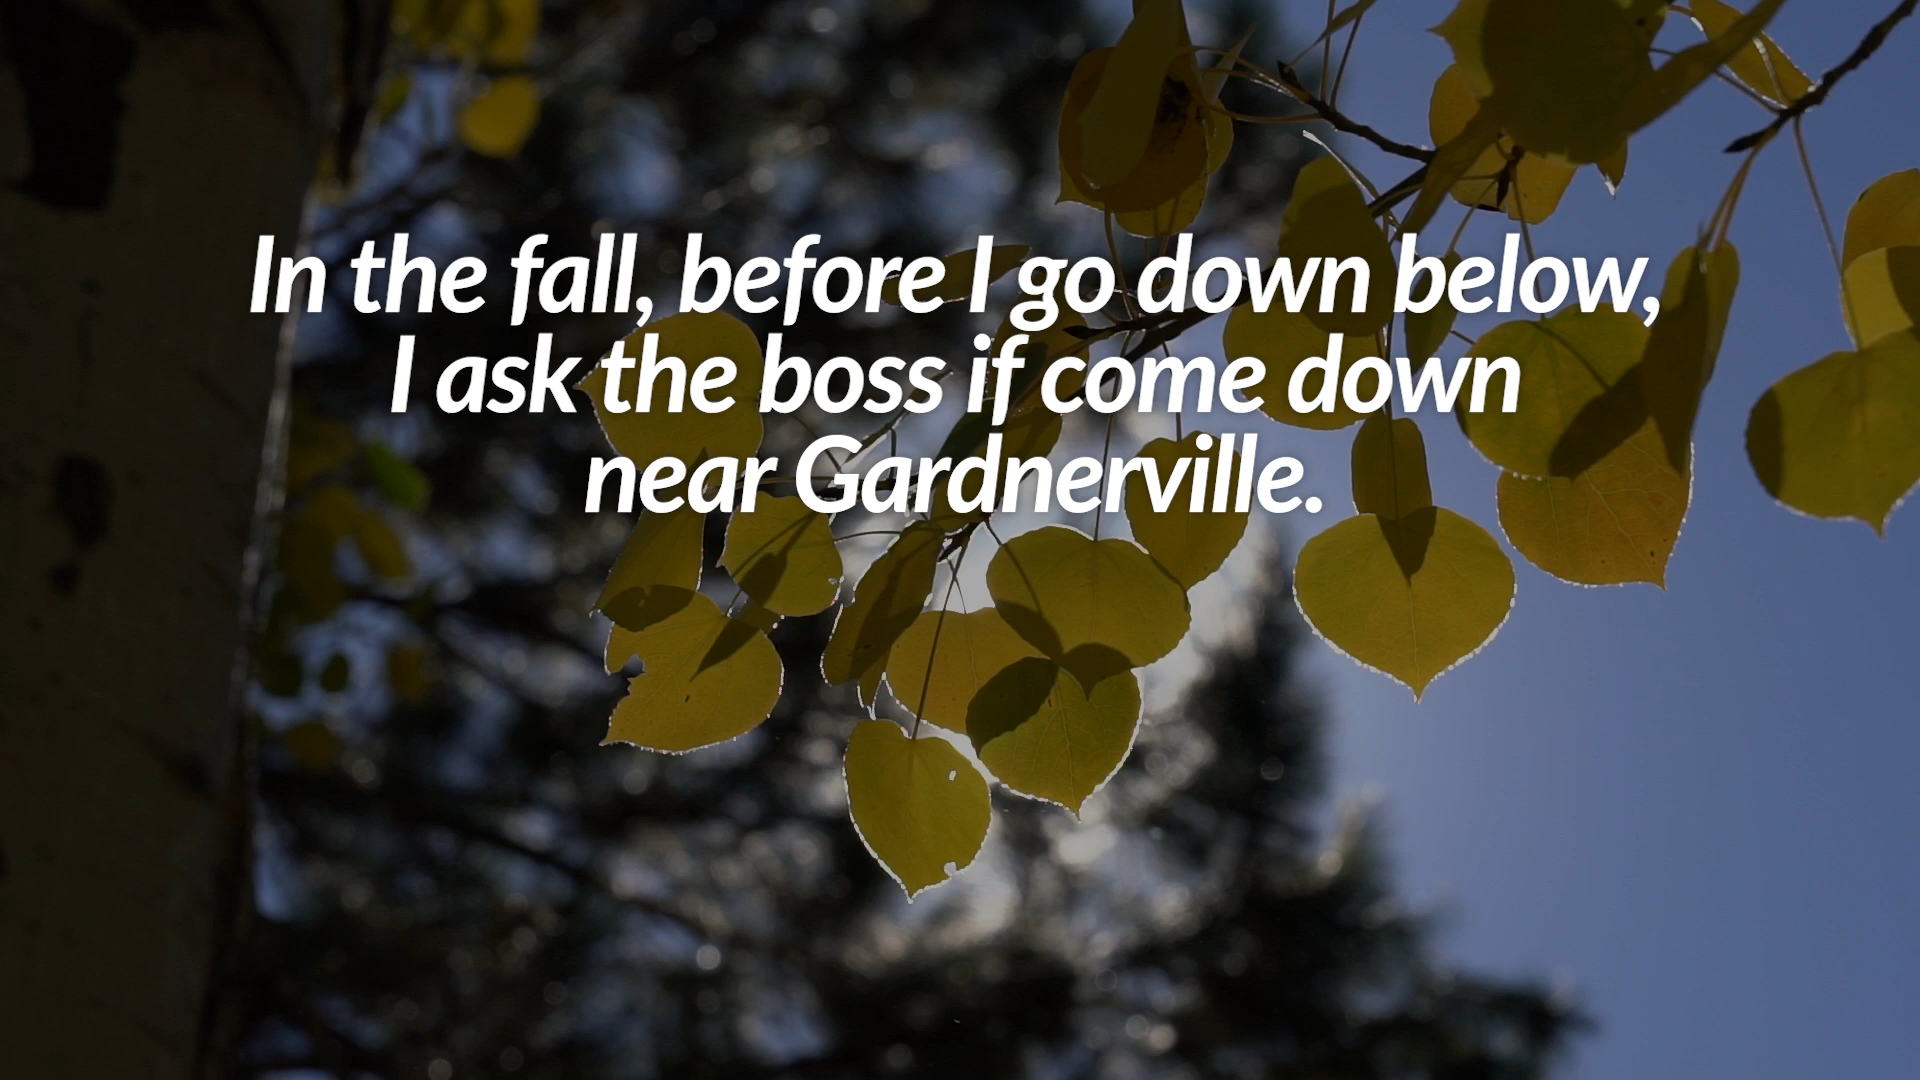 In the fall, before I go down below,
I ask the boss if come down
near Gardnerville.